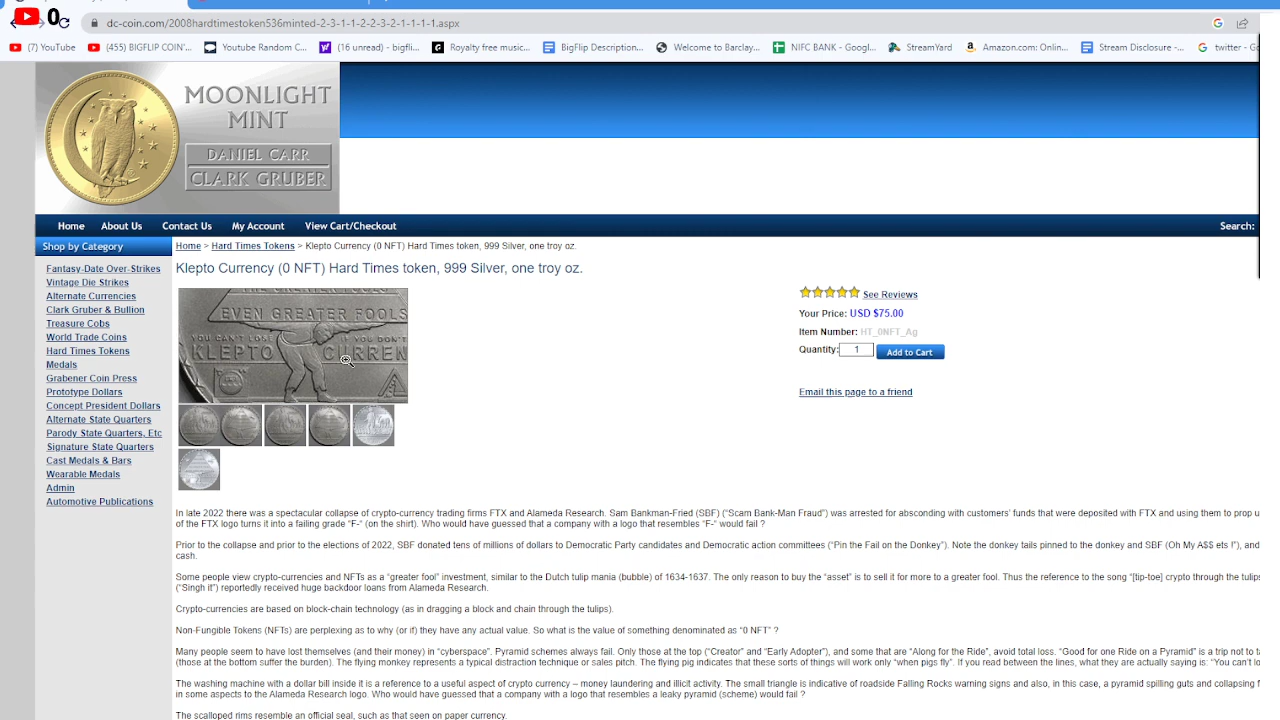 0
dc-coin.com/2008hardtimestoken536minted-2-3-1-1-2-2-3-2-1-1-1-1.aspx
(7) YouTube
(455) BIGFLIP COIN'...
Youtube Random C...
(16 unread) - bigfli...
Royalty free music...
BigFlip Description...
Welcome to Barclay...
NIFC BANK - Googl...
StreamYard
Amazon.com: Onlin...
Stream Disclosure -...
twitter - Go
MOONLIGHT
MINT
DANIEL CARR
CLARK GRUBER
Home About Us Contact Us My Account View Cart/Checkout Search:
Shop by Category
Home > Hard Times Tokens > Klepto Currency (0 NFT) Hard Times token, 999 Silver, one troy oz.
Klepto Currency (0 NFT) Hard Times token, 999 Silver, one troy oz.
Fantasy-Date Over-Strikes
Vintage Die Strikes
Alternate Currencies
Clark Gruber & Bullion
Treasure Cobs
World Trade Coins
Hard Times Tokens
Medals
Grabener Coin Press
Prototype Dollars
Concept President Dollars
Alternate State Quarters
Parody State Quarters, Etc
Signature State Quarters
Cast Medals & Bars
Wearable Medals
Admin
Automotive Publications
THE GREATER FOOLS
EVEN GREATER FOOLS
YOU CAN'T LOSE IF YOU DON'T
KLEPTO CURREN
See Reviews
Your Price: USD $75.00
Item Number: HT_0NFT_Ag
Quantity: 1 Add to Cart
Email this page to a friend
In late 2022 there was a spectacular collapse of crypto-currency trading firms FTX and Alameda Research. Sam Bankman-Fried (SBF) ("Scam Bank-Man Fraud") was arrested for absconding with customers' funds that were deposited with FTX and using them to prop u
of the FTX logo turns it into a failing grade "F-" (on the shirt). Who would have guessed that a company with a logo that resembles "F-" would fail ?
Prior to the collapse and prior to the elections of 2022, SBF donated tens of millions of dollars to Democratic Party candidates and Democratic action committees ("Pin the Fail on the Donkey"). Note the donkey tails pinned to the donkey and SBF (Oh My A$$ ets !"), and
cash.
Some people view crypto-currencies and NFTs as a "greater fool" investment, similar to the Dutch tulip mania (bubble) of 1634-1637. The only reason to buy the "asset" is to sell it for more to a greater fool. Thus the reference to the song "[tip-toe] crypto through the tulips
("Singh it") reportedly received huge backdoor loans from Alameda Research.
Crypto-currencies are based on block-chain technology (as in dragging a block and chain through the tulips).
Non-Fungible Tokens (NFTs) are perplexing as to why (or if) they have any actual value. So what is the value of something denominated as "0 NFT" ?
Many people seem to have lost themselves (and their money) in "cyberspace". Pyramid schemes always fail. Only those at the top ("Creator" and "Early Adopter"), and some that are "Along for the Ride", avoid total loss. "Good for one Ride on a Pyramid" is a trip not to t
(those at the bottom suffer the burden). The flying monkey represents a typical distraction technique or sales pitch. The flying pig indicates that these sorts of things will work only "when pigs fly". If you read between the lines, what they are actually saying is: "You can't lo
The washing machine with a dollar bill inside it is a reference to a useful aspect of crypto currency – money laundering and illicit activity. The small triangle is indicative of roadside Falling Rocks warning signs and also, in this case, a pyramid spilling guts and collapsing f
in some aspects to the Alameda Research logo. Who would have guessed that a company with a logo that resembles a leaky pyramid (scheme) would fail ?
The scalloped rims resemble an official seal, such as that seen on paper currency.